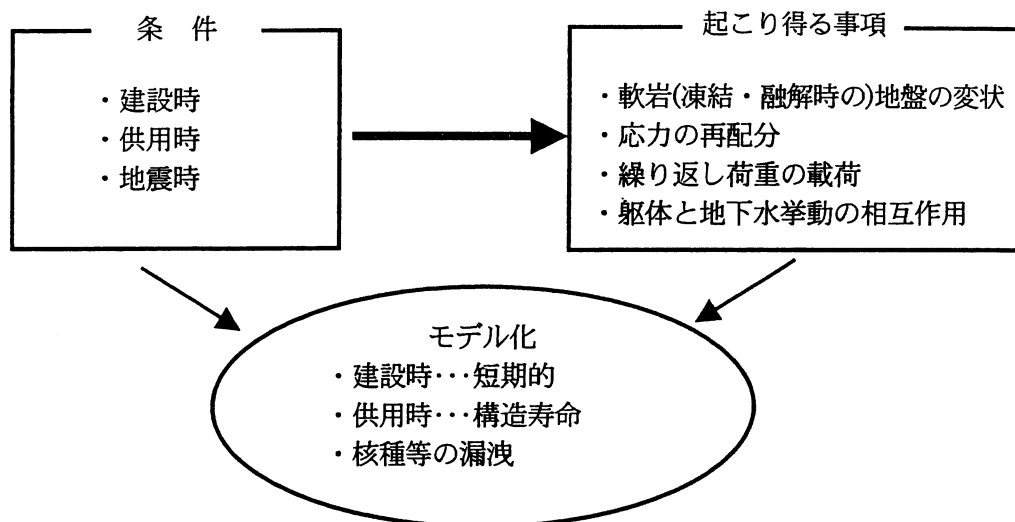 条 件
・建設時
・供用時
・地震時
起こり得る事項
・軟岩(凍結・融解時の)地盤の変状
・応力の再配分
・繰り返し荷重の載荷
・躯体と地下水挙動の相互作用
モデル化
・建設時･･･短期的
・供用時･･･構造寿命
・核種等の漏洩